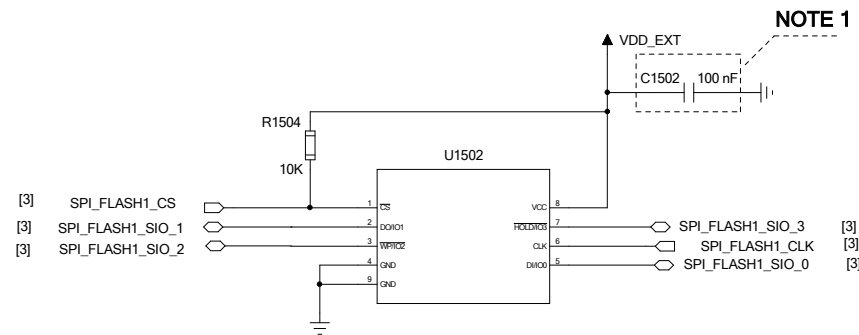 NOTE 1
VDD_EXT
C1502 100 nF
R1504
10K
U1502
[3] SPI_FLASH1_CS
[3] SPI_FLASH1_SIO_1
[3] SPI_FLASH1_SIO_2
1 CS
2 DO/IO1
3 WP/IO2
4 GND
9 GND
VCC 8
HOLD/IO3 7
CLK 6
DI/IO0 5
SPI_FLASH1_SIO_3 [3]
SPI_FLASH1_CLK [3]
SPI_FLASH1_SIO_0 [3]